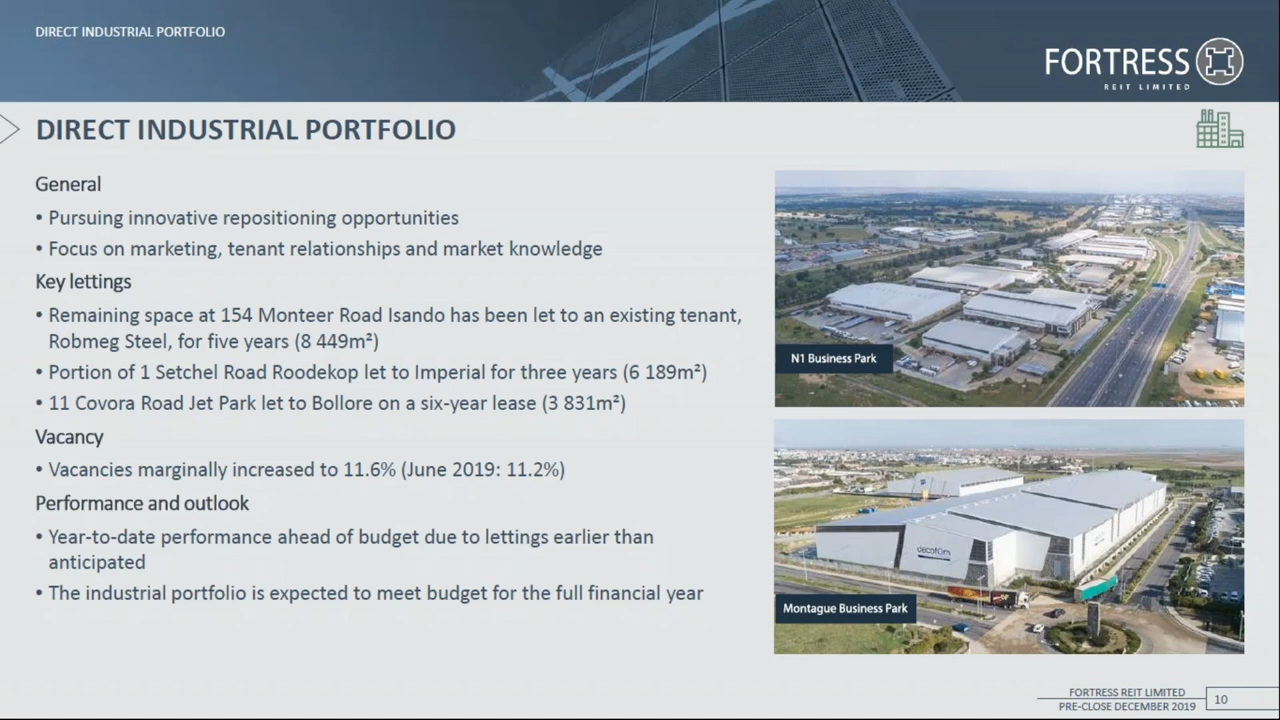 DIRECT INDUSTRIAL PORTFOLIO
FORTRESS
REIT LIMITED
DIRECT INDUSTRIAL PORTFOLIO
General
• Pursuing innovative repositioning opportunities
• Focus on marketing, tenant relationships and market knowledge
Key lettings
• Remaining space at 154 Monteer Road Isando has been let to an existing tenant,
Robmeg Steel, for five years (8 449m²)
• Portion of 1 Setchel Road Roodekop let to Imperial for three years (6 189m²)
• 11 Covora Road Jet Park let to Bollore on a six-year lease (3 831m²)
Vacancy
• Vacancies marginally increased to 11.6% (June 2019: 11.2%)
Performance and outlook
• Year-to-date performance ahead of budget due to lettings earlier than
anticipated
• The industrial portfolio is expected to meet budget for the full financial year
N1 Business Park
decofurn
Montague Business Park
FORTRESS REIT LIMITED
PRE-CLOSE DECEMBER 2019
10